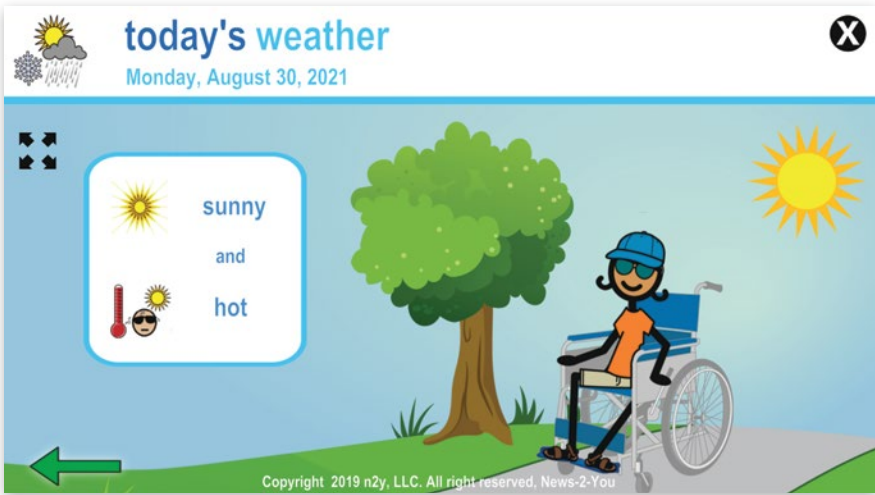 today's weather
Monday, August 30, 2021
X
sunny
and
hot
Copyright 2019 n2y, LLC. All right reserved, News-2-You